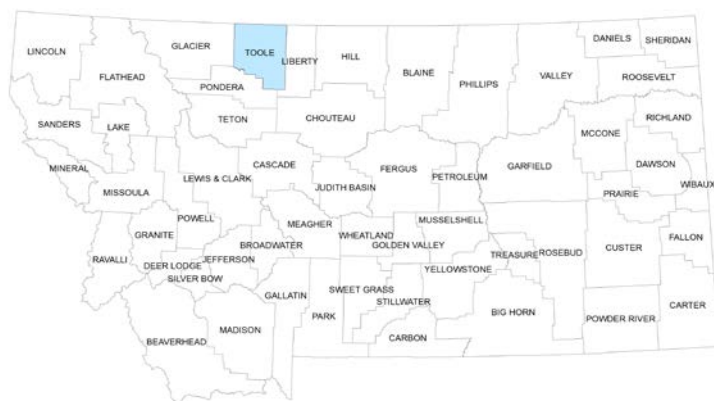 LINCOLN
FLATHEAD
GLACIER
TOOLE
LIBERTY
HILL
BLAINE
PHILLIPS
VALLEY
DANIELS
SHERIDAN
ROOSEVELT
PONDERA
TETON
CHOUTEAU
SANDERS
LAKE
MINERAL
MISSOULA
LEWIS & CLARK
CASCADE
JUDITH BASIN
FERGUS
PETROLEUM
GARFIELD
MCCONE
RICHLAND
DAWSON
PRAIRIE
WIBAUX
POWELL
GRANITE
RAVALLI
DEER LODGE
SILVER BOW
JEFFERSON
BROADWATER
MEAGHER
WHEATLAND
GOLDEN VALLEY
MUSSELSHELL
TREASURE
ROSEBUD
CUSTER
FALLON
YELLOWSTONE
GALLATIN
PARK
SWEET GRASS
STILLWATER
CARBON
BIG HORN
POWDER RIVER
CARTER
MADISON
BEAVERHEAD